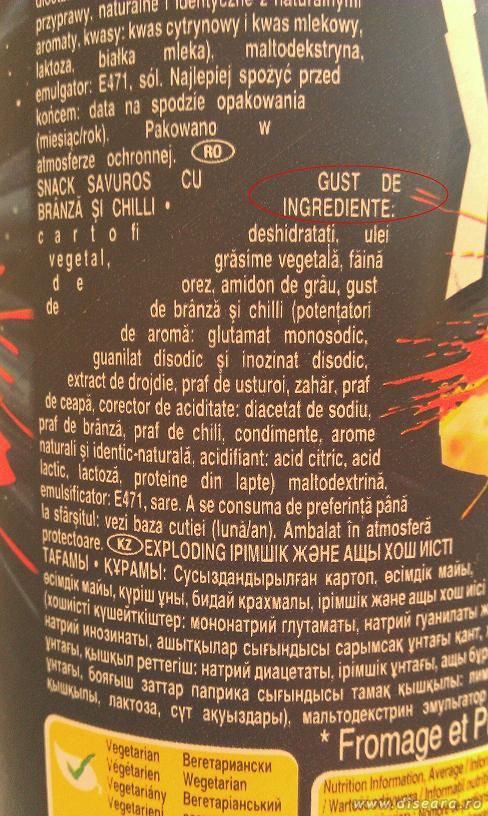 przyprawy, naturalne i identyczne z naturalnymi
aromaty, kwasy: kwas cytrynowy i kwas mlekowy,
laktoza, białka mleka), maltodekstryna,
emulgator: E471, sól. Najlepiej spożyć przed
końcem: data na spodzie opakowania
(miesiąc/rok). Pakowano w
atmosferze ochronnej. RO
SNACK SAVUROS CU GUST DE
BRÂNZĂ ȘI CHILLI • INGREDIENTE:
cartofi deshidratați, ulei
vegetal, grăsime vegetală, făină
de orez, amidon de grâu, gust
de de brânză și chilli (potențatori
de aromă: glutamat monosodic,
guanilat disodic și inozinat disodic,
extract de drojdie, praf de usturoi, zahăr, praf
de ceapă, corector de aciditate: diacetat de sodiu,
praf de brânză, praf de chili, condimente, arome
naturali și identic-naturală, acidifiant: acid citric, acid
lactic, lactoză, proteine din lapte) maltodextrină,
emulsificator: E471, sare. A se consuma de preferință până
la sfârșitul: vezi baza cutiei (lună/an). Ambalat în atmosferă
protectoare. KZ EXPLODING ІРІМШІК ЖӘНЕ АЩЫ ХОШ ИІСТІ
ТАҒАМЫ • ҚҰРАМЫ: Сусыздандырылған картоп, өсімдік майы,
өсімдік майы, күріш ұны, бидай крахмалы, ірімшік және ащы хош иісі
(хошиісті күшейткіштер: мононатрий глутаматы, натрий гуанилаты ж
натрий инозинаты, ашытқылар сығындысы сарымсақ ұнтағы қант,
ұнтағы, қышқыл реттегіш: натрий диацетаты, ірімшік ұнтағы, ащы бұр
ұнтағы, бояғыш заттар паприка сығындысы тамақ қышқылы: лим
қышқылы, лактоза, сүт ақуыздары), мальтодекстрин эмульгатор
* Fromage et P
Vegetarian Вегетариански
Vegetarien Wegetarian
Vegetariány Вегетаріанський
Vegetarieni
Nutrition Information, Average / Infor
www.diseara.ro